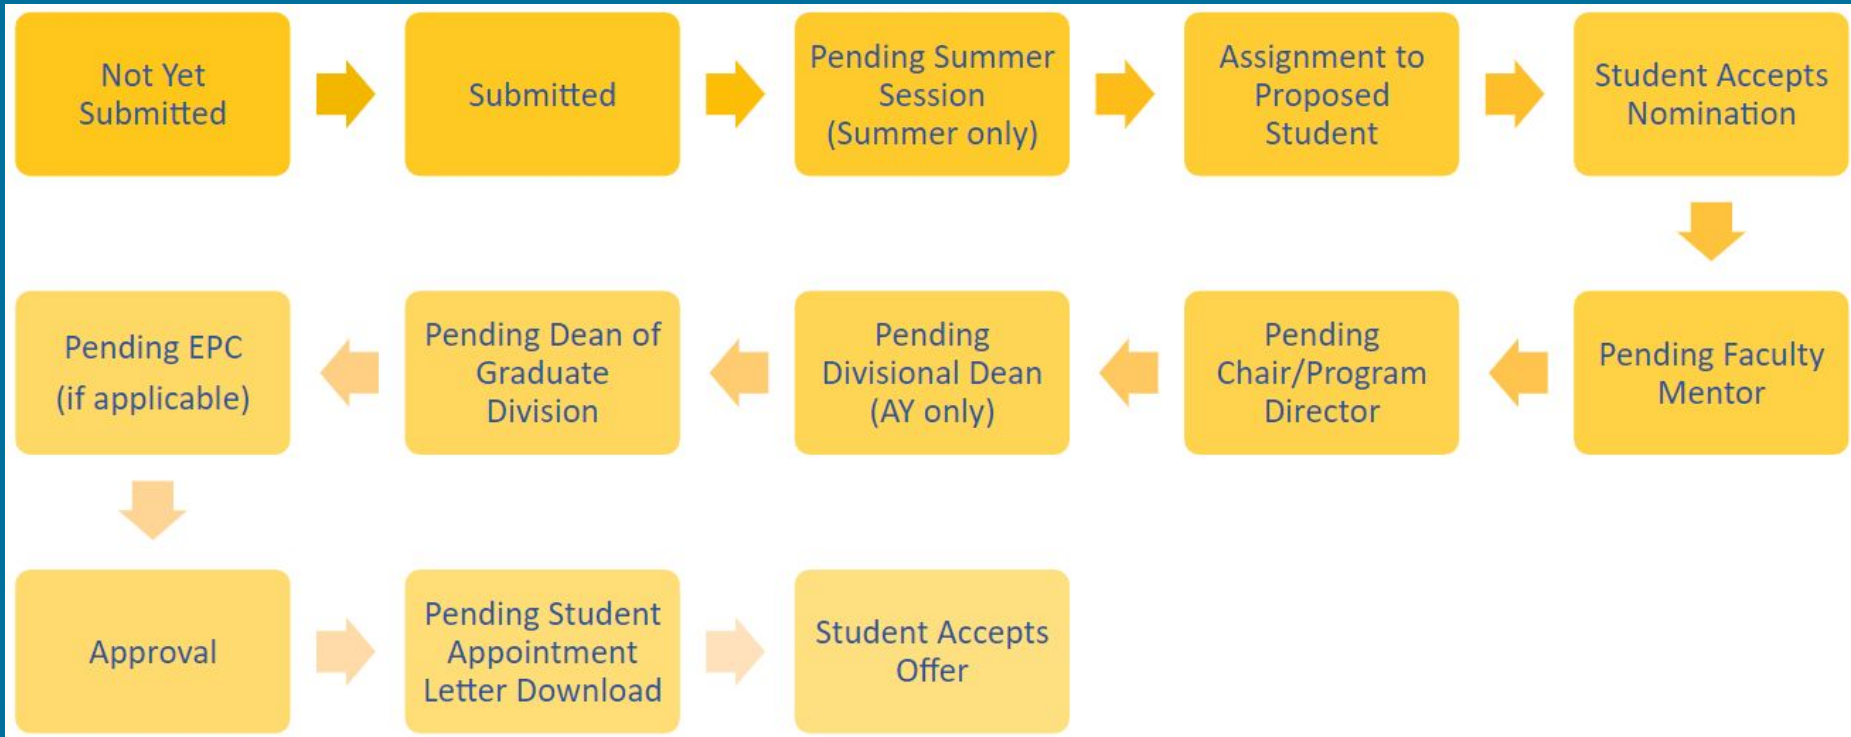 Not Yet
Submitted
Submitted
Pending Summer
Session
(Summer only)
Assignment to
Proposed
Student
Student Accepts
Nomination
Pending Faculty
Mentor
Pending
Chair/Program
Director
Pending
Divisional Dean
(AY only)
Pending Dean of
Graduate
Division
Pending EPC
(if applicable)
Approval
Pending Student
Appointment
Letter Download
Student Accepts
Offer